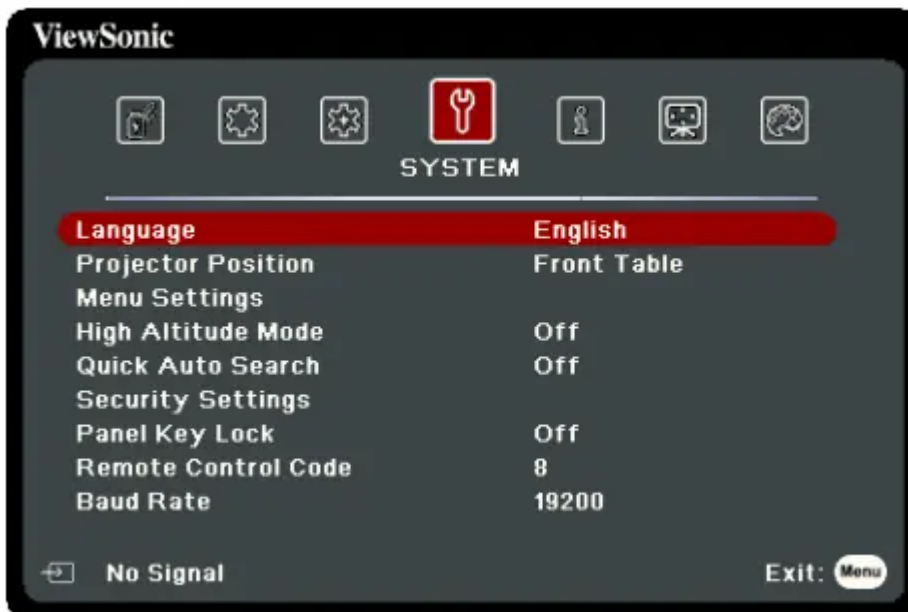 ViewSonic
SYSTEM
Language English
Projector Position Front Table
Menu Settings
High Altitude Mode Off
Quick Auto Search Off
Security Settings
Panel Key Lock Off
Remote Control Code 8
Baud Rate 19200
No Signal Exit: Menu